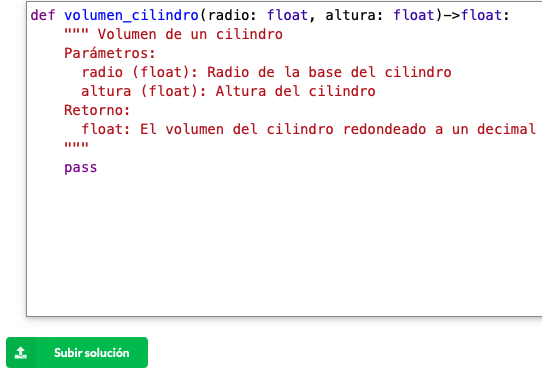 def volumen_cilindro(radio: float, altura: float)->float:
    """ Volumen de un cilindro
    Parámetros:
      radio (float): Radio de la base del cilindro
      altura (float): Altura del cilindro
    Retorno:
      float: El volumen del cilindro redondeado a un decimal
    """
    pass
Subir solución